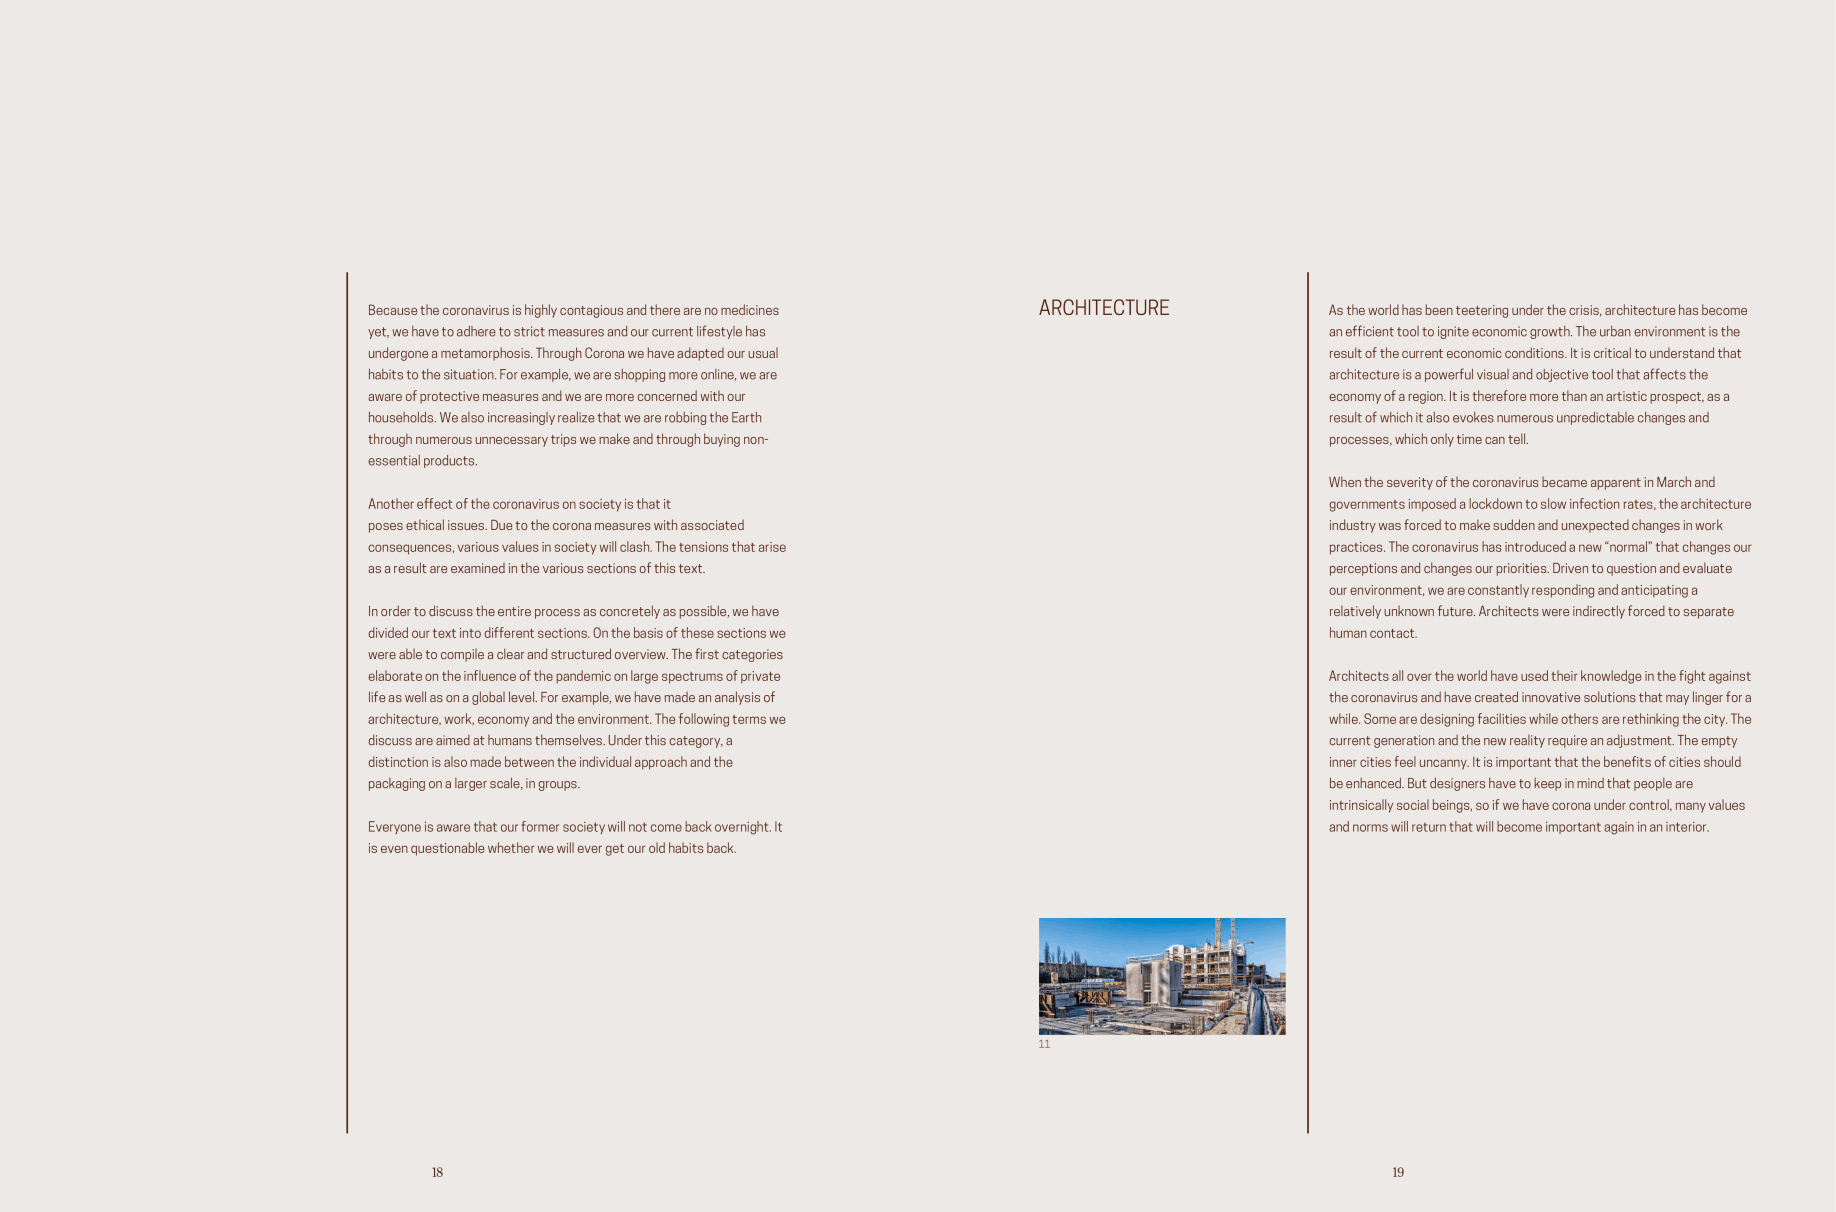 Because the coronavirus is highly contagious and there are no medicines
yet, we have to adhere to strict measures and our current lifestyle has
undergone a metamorphosis. Through Corona we have adapted our usual
habits to the situation. For example, we are shopping more online, we are
aware of protective measures and we are more concerned with our
households. We also increasingly realize that we are robbing the Earth
through numerous unnecessary trips we make and through buying non-
essential products.
Another effect of the coronavirus on society is that it
poses ethical issues. Due to the corona measures with associated
consequences, various values in society will clash. The tensions that arise
as a result are examined in the various sections of this text.
In order to discuss the entire process as concretely as possible, we have
divided our text into different sections. On the basis of these sections we
were able to compile a clear and structured overview. The first categories
elaborate on the influence of the pandemic on large spectrums of private
life as well as on a global level. For example, we have made an analysis of
architecture, work, economy and the environment. The following terms we
discuss are aimed at humans themselves. Under this category, a
distinction is also made between the individual approach and the
packaging on a larger scale, in groups.
Everyone is aware that our former society will not come back overnight. It
is even questionable whether we will ever get our old habits back.
18
ARCHITECTURE
11
As the world has been teetering under the crisis, architecture has become
an efficient tool to ignite economic growth. The urban environment is the
result of the current economic conditions. It is critical to understand that
architecture is a powerful visual and objective tool that affects the
economy of a region. It is therefore more than an artistic prospect, as a
result of which it also evokes numerous unpredictable changes and
processes, which only time can tell.
When the severity of the coronavirus became apparent in March and
governments imposed a lockdown to slow infection rates, the architecture
industry was forced to make sudden and unexpected changes in work
practices. The coronavirus has introduced a new “normal” that changes our
perceptions and changes our priorities. Driven to question and evaluate
our environment, we are constantly responding and anticipating a
relatively unknown future. Architects were indirectly forced to separate
human contact.
Architects all over the world have used their knowledge in the fight against
the coronavirus and have created innovative solutions that may linger for a
while. Some are designing facilities while others are rethinking the city. The
current generation and the new reality require an adjustment. The empty
inner cities feel uncanny. It is important that the benefits of cities should
be enhanced. But designers have to keep in mind that people are
intrinsically social beings, so if we have corona under control, many values
and norms will return that will become important again in an interior.
19